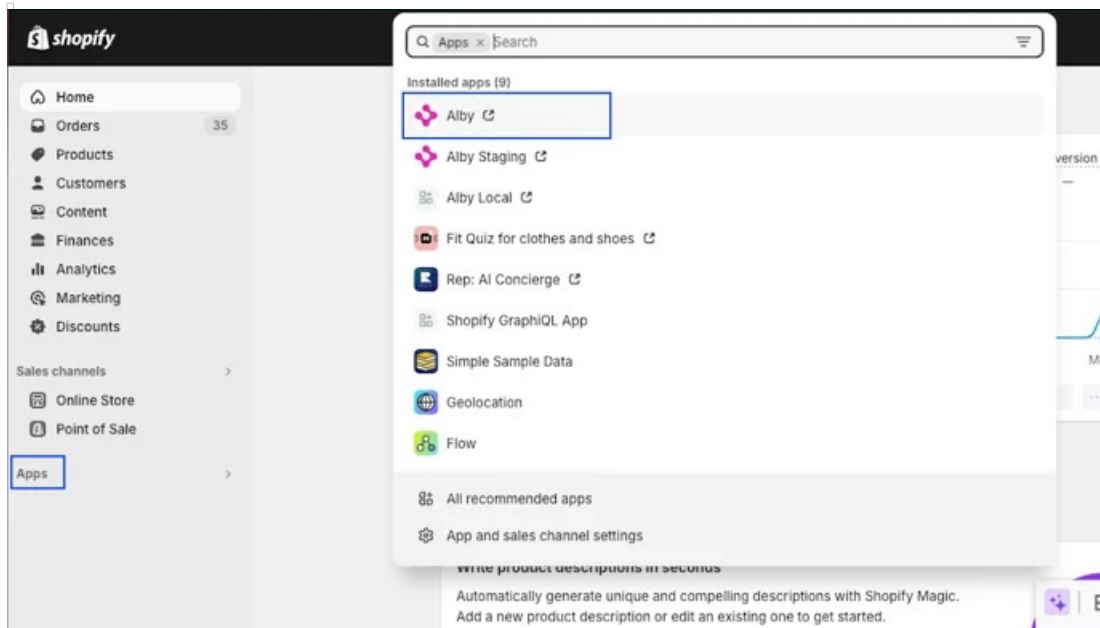 shopify
Apps × Search
Home
Orders 35
Products
Customers
Content
Finances
Analytics
Marketing
Discounts
Sales channels
Online Store
Point of Sale
Apps
Installed apps (9)
Alby
Alby Staging
Alby Local
Fit Quiz for clothes and shoes
Rep: AI Concierge
Shopify GraphiQL App
Simple Sample Data
Geolocation
Flow
All recommended apps
App and sales channel settings
Write product descriptions in seconds
Automatically generate unique and compelling descriptions with Shopify Magic.
Add a new product description or edit an existing one to get started.
version